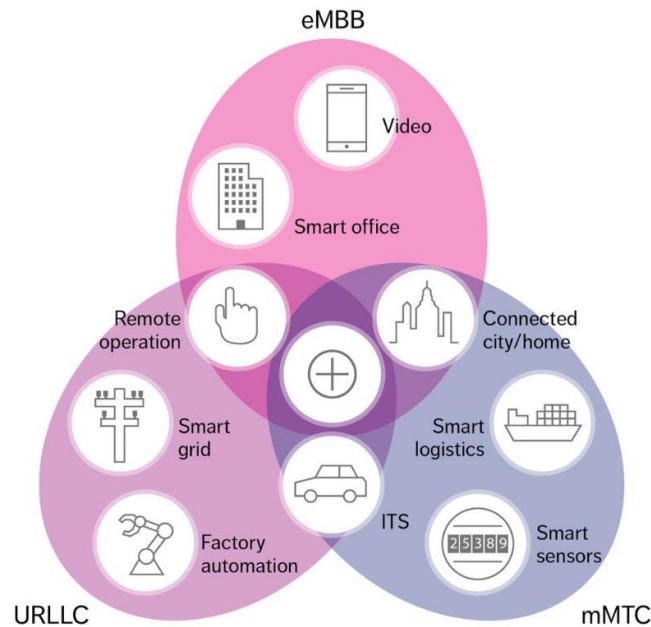 eMBB
Video
Smart office
Remote
operation
Connected
city/home
Smart
grid
Smart
logistics
ITS
Factory
automation
25389
Smart
sensors
URLLC
mMTC